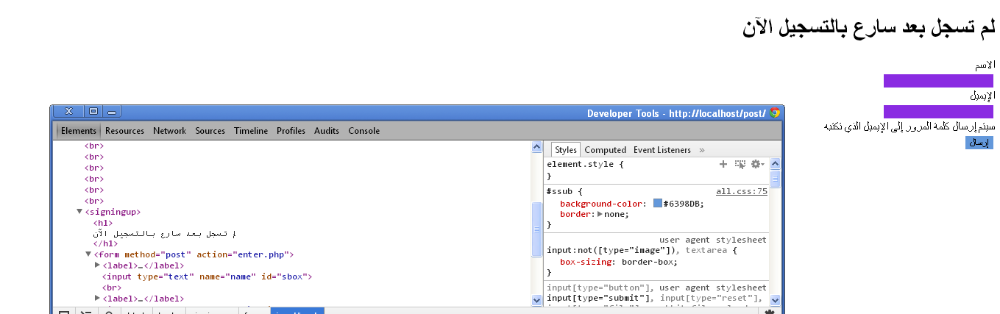 لم تسجل بعد سارع بالتسجيل الآن
الاسم
الإيميل
سيتم إرسال كلمة المرور إلى الإيميل الذي تكتبه
إرسال
Developer Tools - http://localhost/post/
Elements Resources Network Sources Timeline Profiles Audits Console
<br>
<br>
<br>
<br>
<br>
<br>
<signingup>
<h1>
لم تسجل بعد سارع بالتسجيل الآن
</h1>
<form method="post" action="enter.php">
<label>…</label>
<input type="text" name="name" id="sbox">
<br>
<label>…</label>
Styles Computed Event Listeners »
element.style {
}
#ssub { all.css:75
background-color: #6398DB;
border: none;
}
user agent stylesheet
input:not([type="image"]), textarea {
box-sizing: border-box;
}
input[type="button"], user agent stylesheet
input[type="submit"], input[type="reset"],